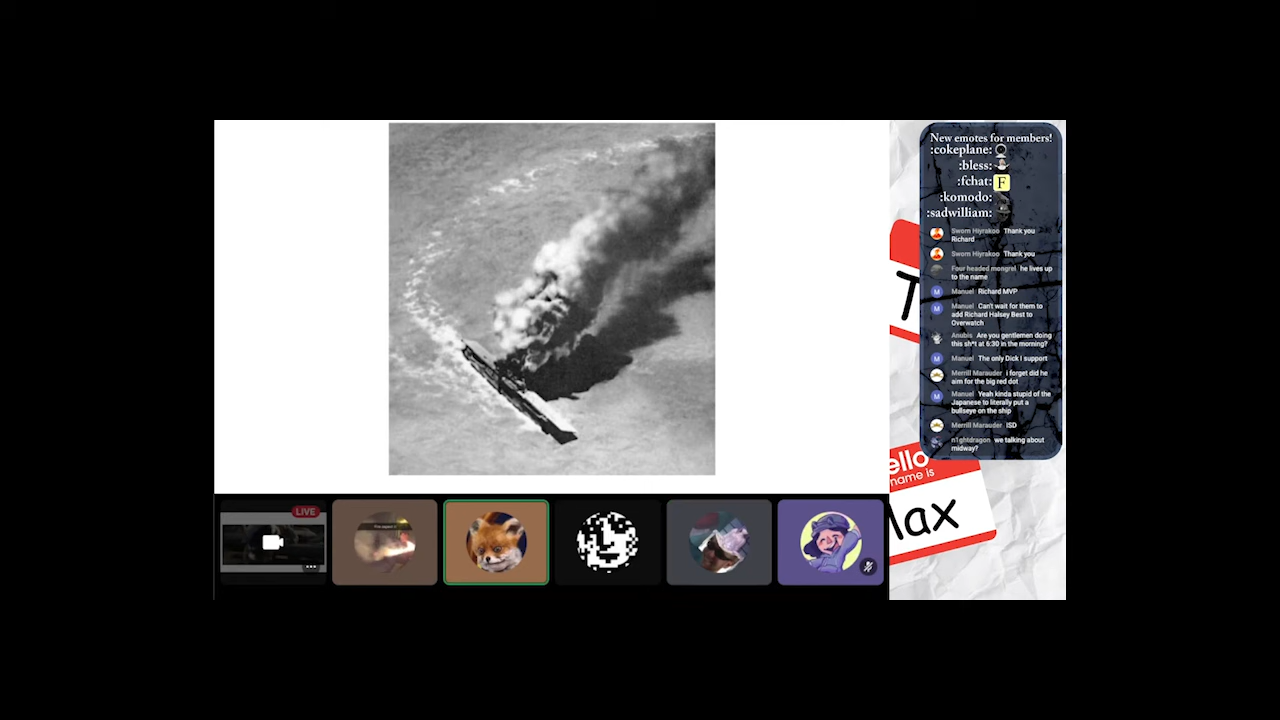 New emotes for members!
:cokeplane:
:bless:
:fchat: F
:komodo:
:sadwilliam:
Sworn Hiyrakoo Thank you
Richard
Sworn Hiyrakoo Thank you
Four headed mongrel he lives up
to the name
M Manuel Richard MVP
M Manuel Can't wait for them to
add Richard Halsey Best to
Overwatch
Anubis Are you gentlemen doing
this sh*t at 6:30 in the morning?
M Manuel The only Dick I support
Merrill Marauder i forget did he
aim for the big red dot
M Manuel Yeah kinda stupid of the
Japanese to literally put a
bullseye on the ship
Merrill Marauder ISD
n1ghtdragon we talking about
midway?
ello
name is
Max
LIVE